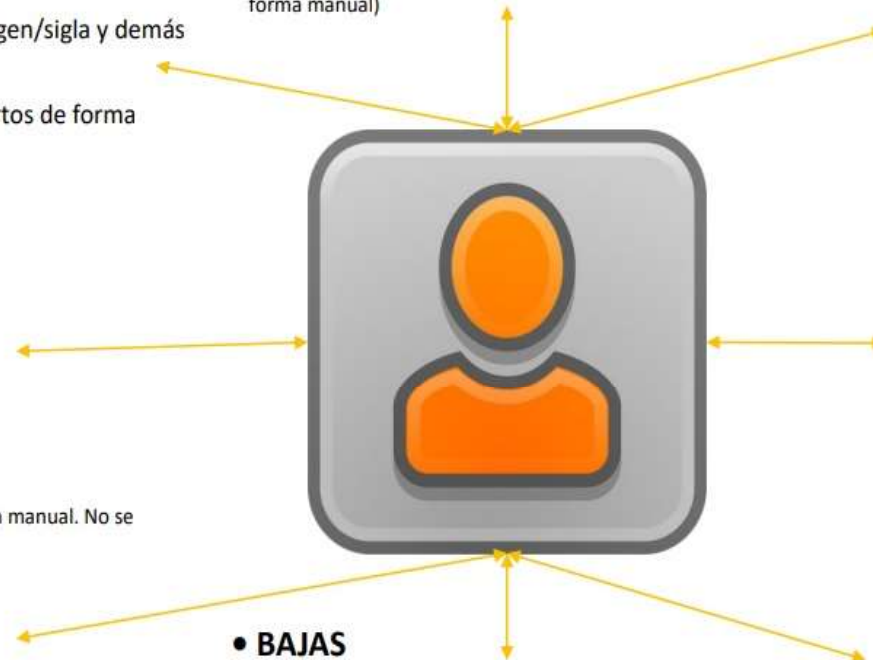 forma manual)
gen/sigla y demás
tos de forma
manual. No se
• BAJAS